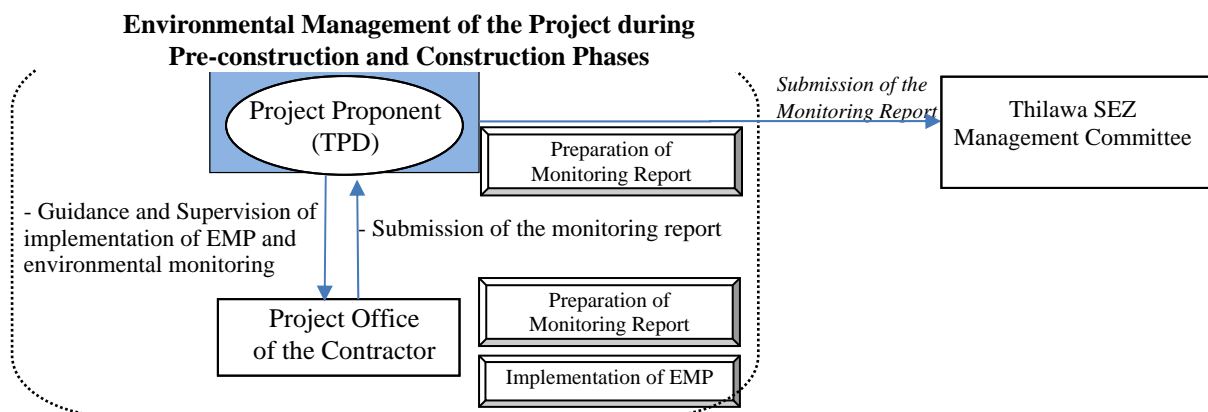 Environmental Management of the Project during
Pre-construction and Construction Phases
Project Proponent
(TPD)
Submission of the
Monitoring Report
Thilawa SEZ
Management Committee
Preparation of
Monitoring Report
- Guidance and Supervision of
implementation of EMP and
environmental monitoring
- Submission of the monitoring report
Project Office
of the Contractor
Preparation of
Monitoring Report
Implementation of EMP